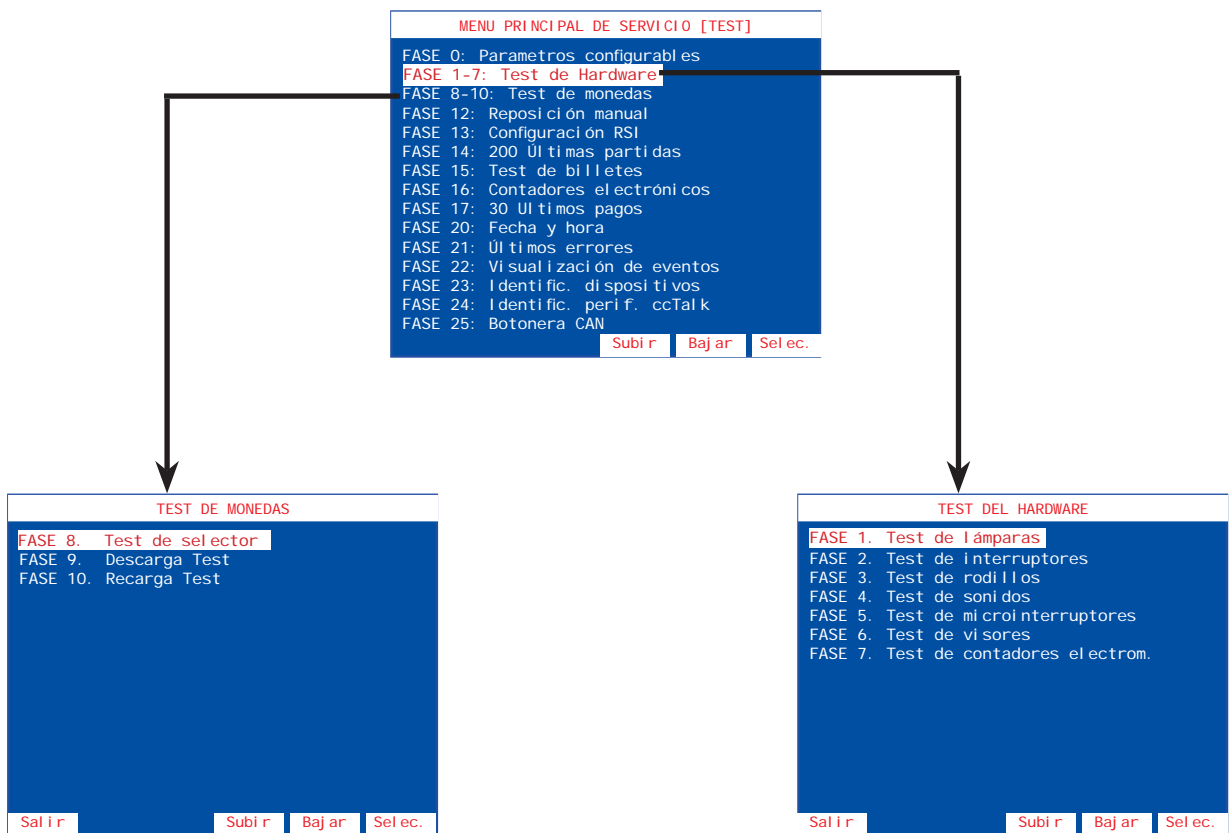 MENU PRINCIPAL DE SERVICIO [TEST]
FASE 0: Parametros configurables
FASE 1-7: Test de Hardware
FASE 8-10: Test de monedas
FASE 12: Reposición manual
FASE 13: Configuración RSI
FASE 14: 200 Últimas partidas
FASE 15: Test de billetes
FASE 16: Contadores electrónicos
FASE 17: 30 Ultimos pagos
FASE 20: Fecha y hora
FASE 21: Últimos errores
FASE 22: Visualización de eventos
FASE 23: Identific. dispositivos
FASE 24: Identific. perif. ccTalk
FASE 25: Botonera CAN
Subir Bajar Selec.
TEST DE MONEDAS
FASE 8. Test de selector
FASE 9. Descarga Test
FASE 10. Recarga Test
Salir Subir Bajar Selec.
TEST DEL HARDWARE
FASE 1. Test de lámparas
FASE 2. Test de interruptores
FASE 3. Test de rodillos
FASE 4. Test de sonidos
FASE 5. Test de microinterruptores
FASE 6. Test de visores
FASE 7. Test de contadores electrom.
Salir Subir Bajar Selec.